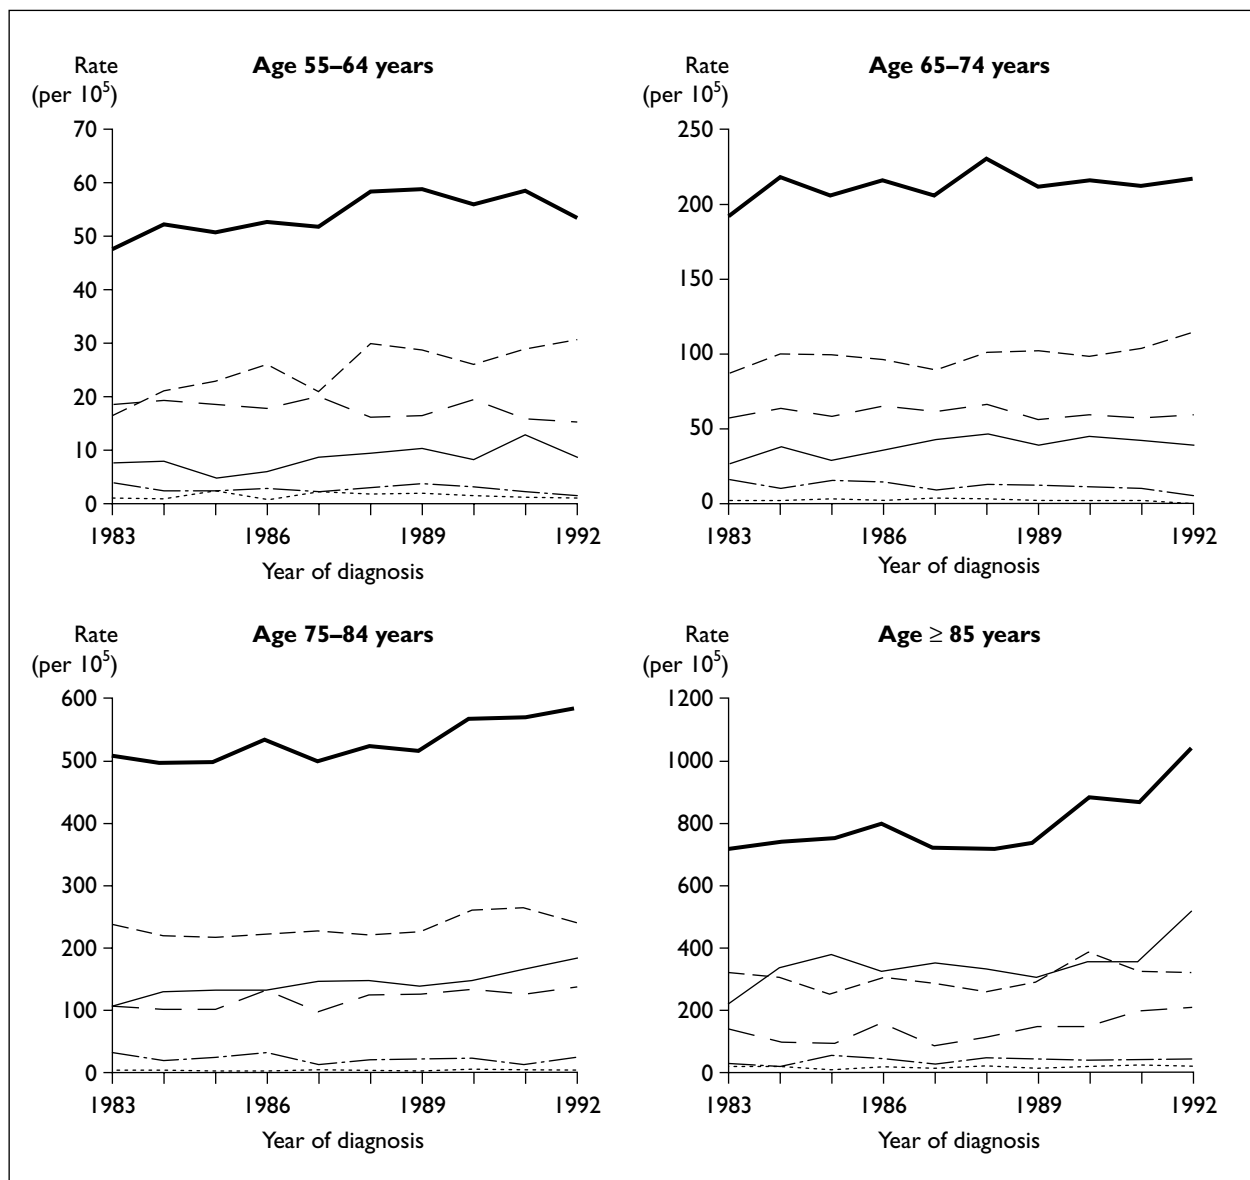 Rate
(per 10⁵)
Age 55–64 years
70
60
50
40
30
20
10
0
1983
1986
1989
1992
Year of diagnosis
Rate
(per 10⁵)
Age 65–74 years
250
200
150
100
50
0
1983
1986
1989
1992
Year of diagnosis
Rate
(per 10⁵)
Age 75–84 years
600
500
400
300
200
100
0
1983
1986
1989
1992
Year of diagnosis
Rate
(per 10⁵)
Age ≥ 85 years
1200
1000
800
600
400
200
0
1983
1986
1989
1992
Year of diagnosis